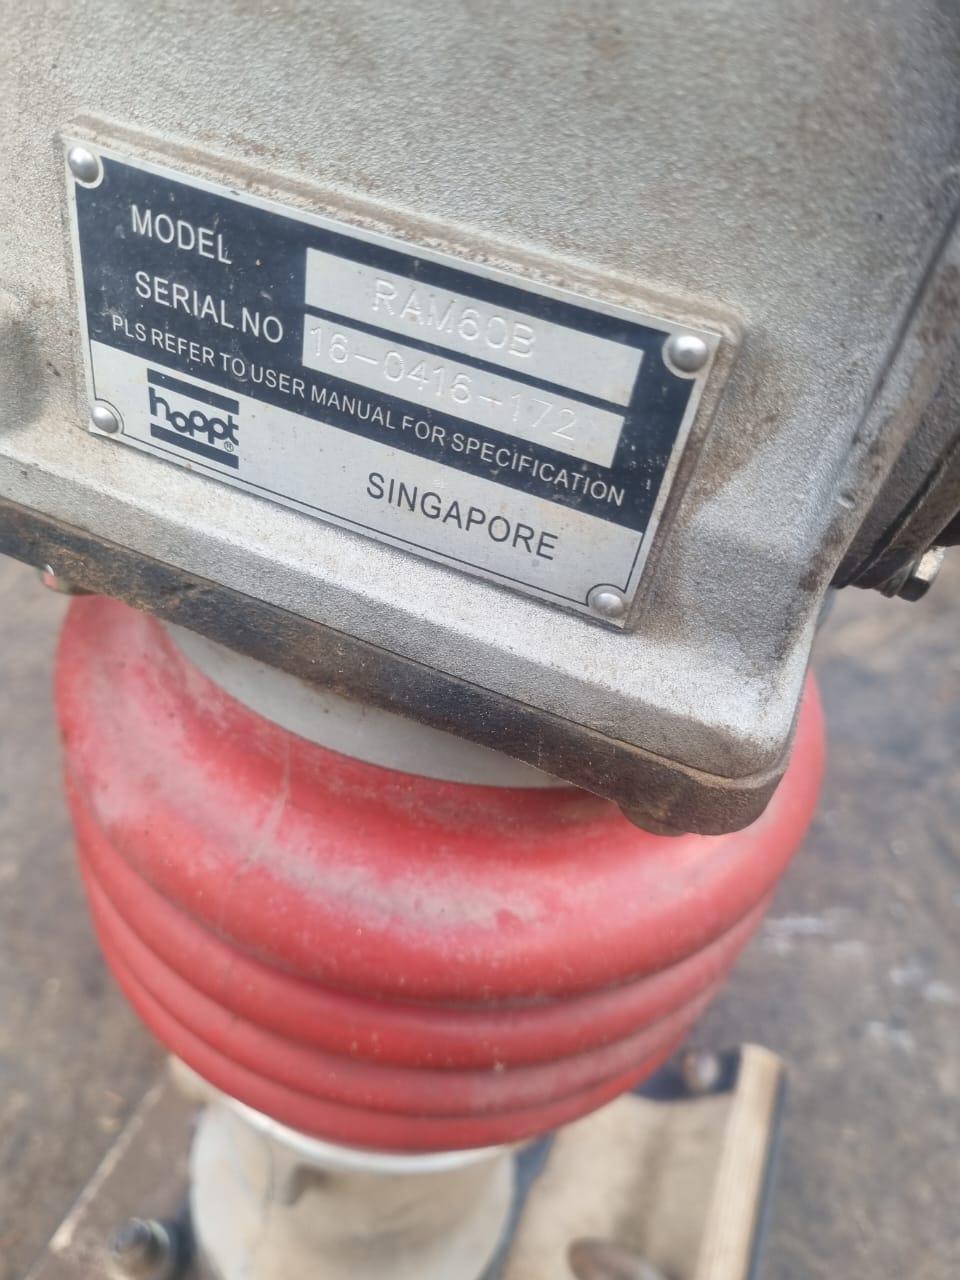 MODEL RAM60B
SERIAL NO 16-0416-172
PLS REFER TO USER MANUAL FOR SPECIFICATION
hoppt®
SINGAPORE